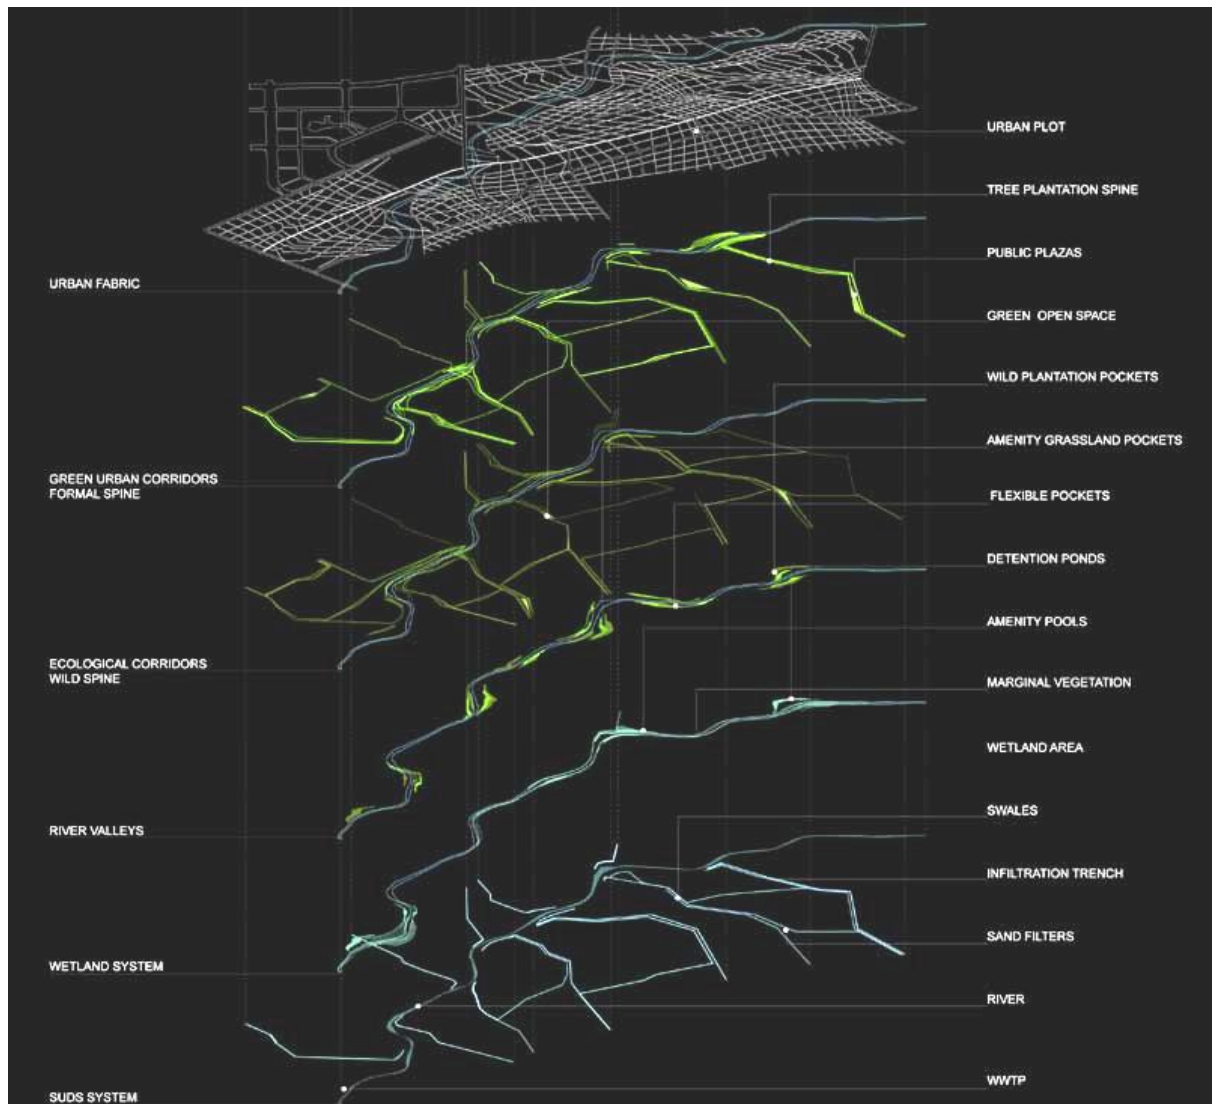 URBAN PLOT
TREE PLANTATION SPINE
PUBLIC PLAZAS
URBAN FABRIC
GREEN OPEN SPACE
WILD PLANTATION POCKETS
AMENITY GRASSLAND POCKETS
GREEN URBAN CORRIDORS
FORMAL SPINE
FLEXIBLE POCKETS
DETENTION PONDS
AMENITY POOLS
ECOLOGICAL CORRIDORS
WILD SPINE
MARGINAL VEGETATION
WETLAND AREA
SWALES
RIVER VALLEYS
INFILTRATION TRENCH
SAND FILTERS
WETLAND SYSTEM
RIVER
WWTP
SUDS SYSTEM